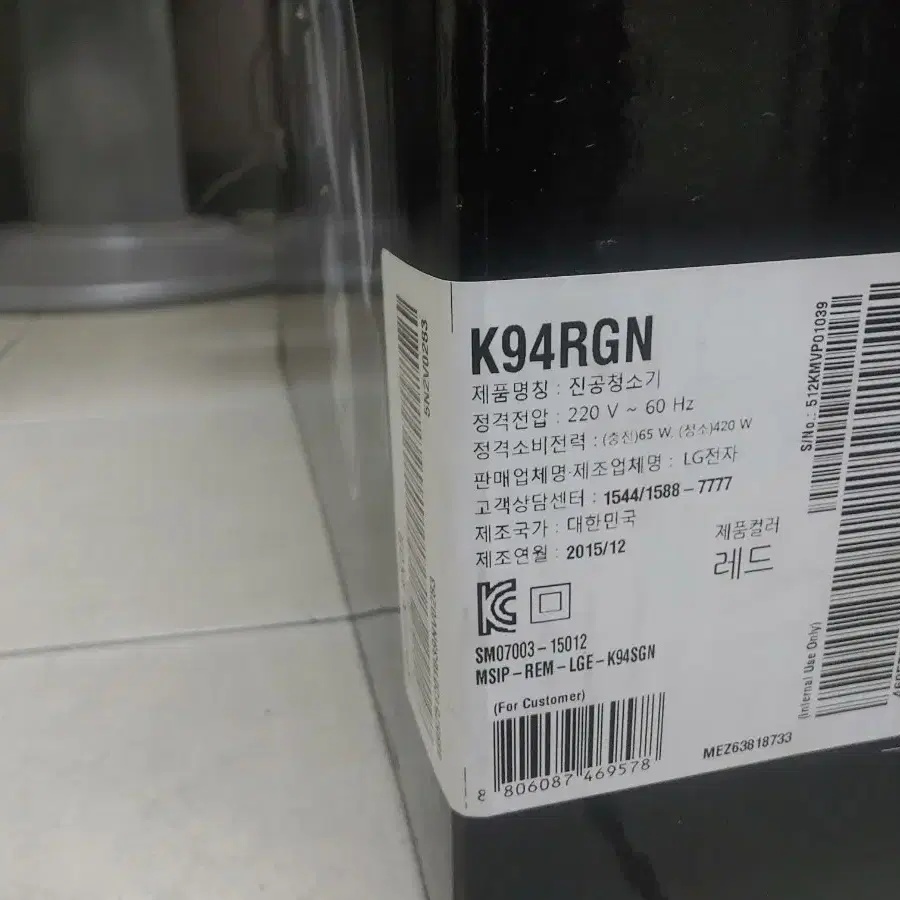 K94RGN
제품명칭 : 진공청소기
정격전압 : 220 V ~ 60 Hz
정격소비전력 : (충전)65 W, (청소)420 W
판매업체명·제조업체명 : LG전자
고객상담센터 : 1544/1588-7777
제조국가 : 대한민국
제조연월 : 2015/12
제품컬러
레드
SM07003-15012
MSIP-REM-LGE-K94SGN
(For Customer)
8 806087 469578
MEZ63818733
S/No.: 512KMVP01039
(Internal Use Only)
5N2V0283